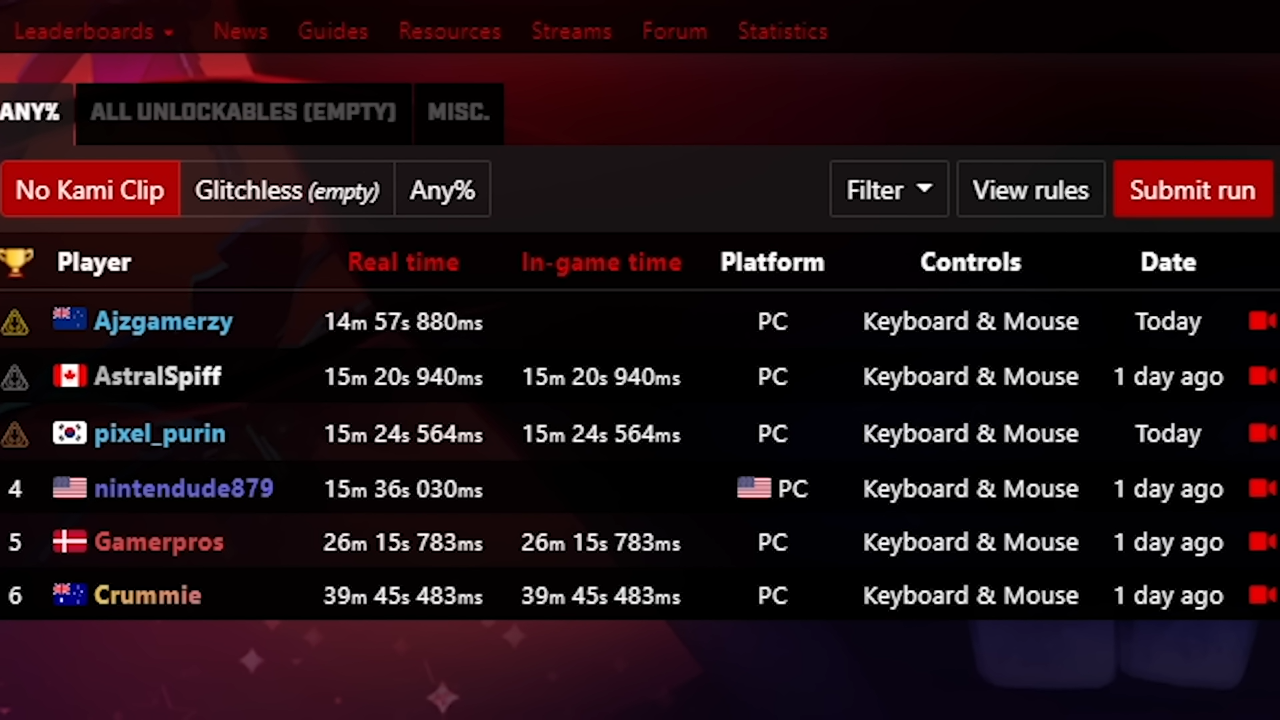 Leaderboards News Guides Resources Streams Forum Statistics
ANY% ALL UNLOCKABLES (EMPTY) MISC.
No Kami Clip Glitchless (empty) Any% Filter View rules Submit run
Player Real time In-game time Platform Controls Date
Ajzgamerzy 14m 57s 880ms PC Keyboard & Mouse Today
AstralSpiff 15m 20s 940ms 15m 20s 940ms PC Keyboard & Mouse 1 day ago
pixel_purin 15m 24s 564ms 15m 24s 564ms PC Keyboard & Mouse Today
4 nintendude879 15m 36s 030ms PC Keyboard & Mouse 1 day ago
5 Gamerpros 26m 15s 783ms 26m 15s 783ms PC Keyboard & Mouse 1 day ago
6 Crummie 39m 45s 483ms 39m 45s 483ms PC Keyboard & Mouse 1 day ago